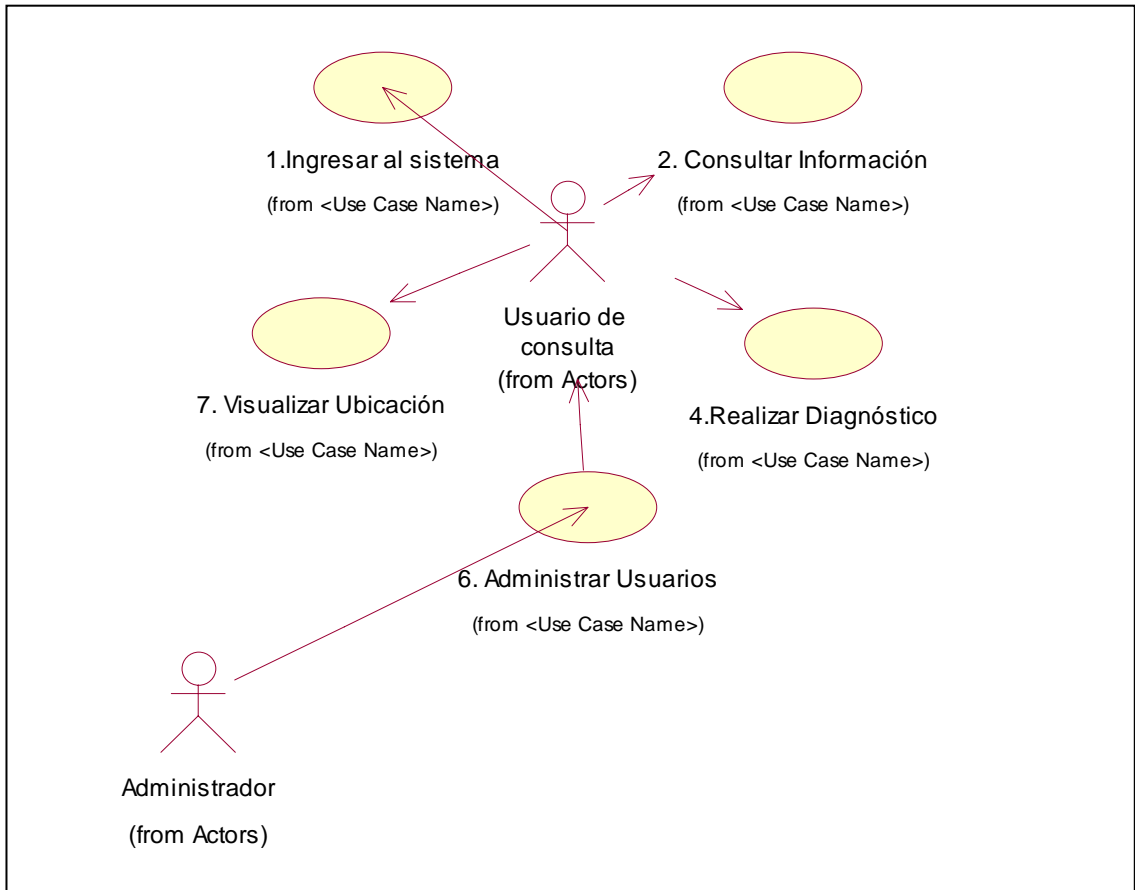 1.Ingresar al sistema
(from <Use Case Name>)
2. Consultar Información
(from <Use Case Name>)
Usuario de
consulta
(from Actors)
7. Visualizar Ubicación
(from <Use Case Name>)
4.Realizar Diagnóstico
(from <Use Case Name>)
6. Administrar Usuarios
(from <Use Case Name>)
Administrador
(from Actors)